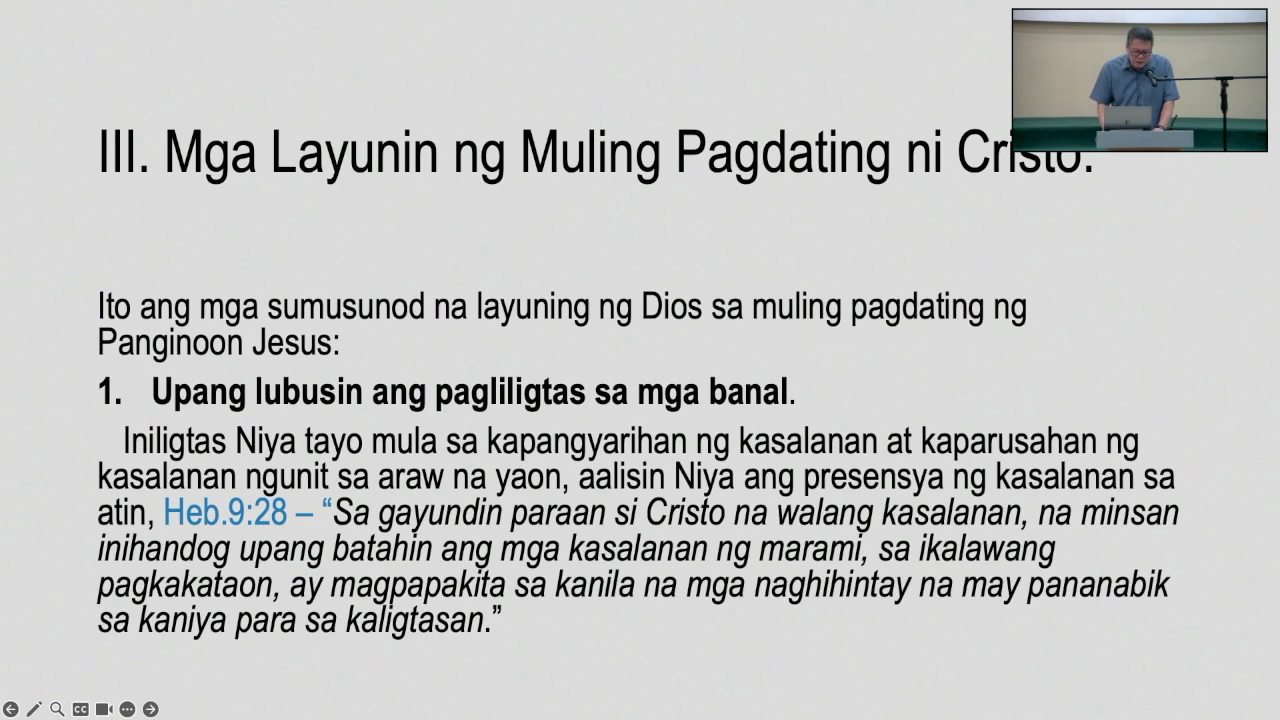 III. Mga Layunin ng Muling Pagdating ni Cristo.
Ito ang mga sumusunod na layuning ng Dios sa muling pagdating ng
Panginoon Jesus:
1. Upang lubusin ang pagliligtas sa mga banal.
Iniligtas Niya tayo mula sa kapangyarihan ng kasalanan at kaparusahan ng
kasalanan ngunit sa araw na yaon, aalisin Niya ang presensya ng kasalanan sa
atin, Heb.9:28 – “Sa gayundin paraan si Cristo na walang kasalanan, na minsan
inihandog upang batahin ang mga kasalanan ng marami, sa ikalawang
pagkakataon, ay magpapakita sa kanila na mga naghihintay na may pananabik
sa kaniya para sa kaligtasan.”
CC